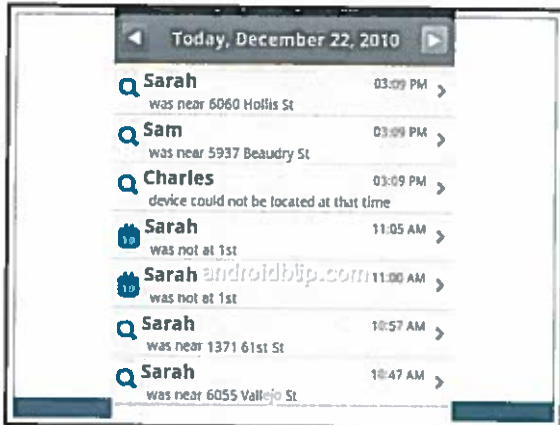 Today, December 22, 2010
Sarah 03:09 PM
was near 6060 Hollis St
Sam 03:09 PM
was near 5937 Beaudry St
Charles 03:09 PM
device could not be located at that time
Sarah 11:05 AM
was not at 1st
Sarah 11:00 AM
androidblip.com
was not at 1st
Sarah 10:57 AM
was near 1371 61st St
Sarah 10:47 AM
was near 6055 Vallejo St